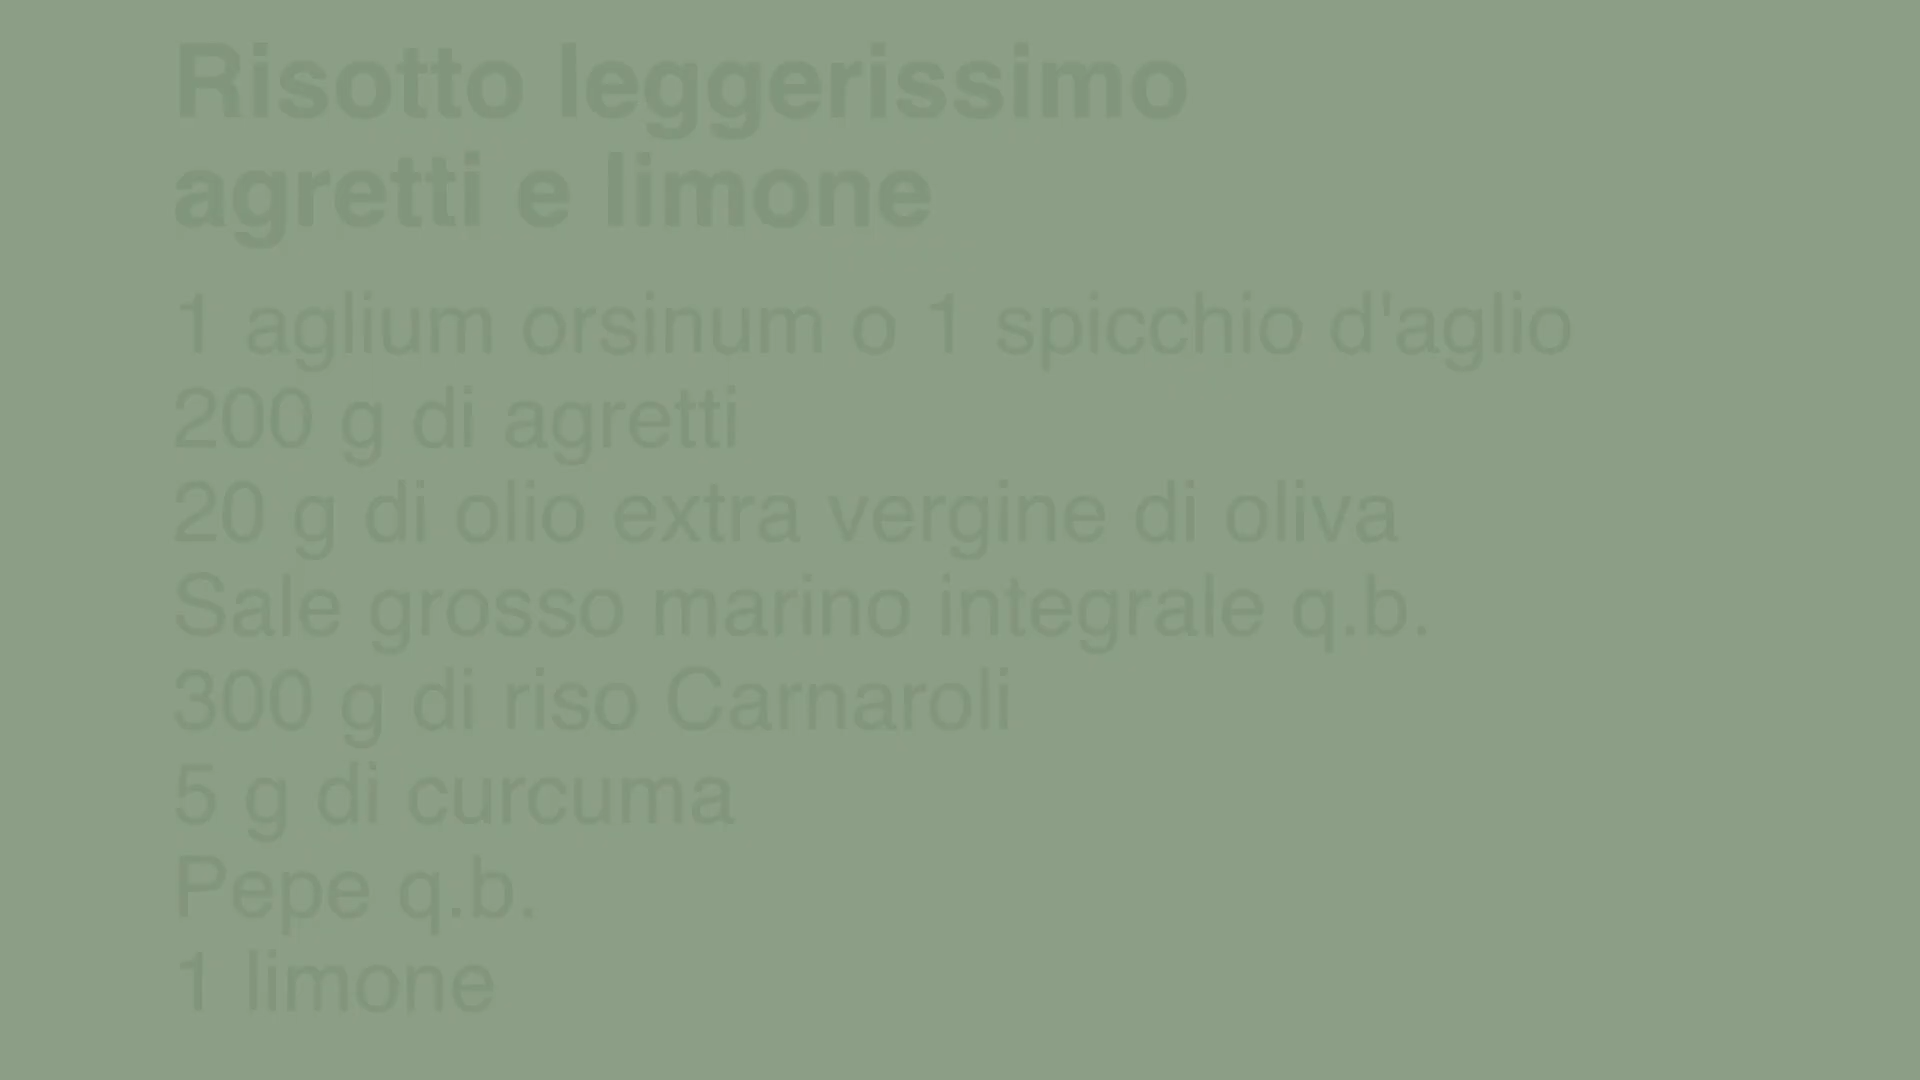 Risotto leggerissimo
agretti e limone
1 aglium orsinum o 1 spicchio d'aglio
200 g di agretti
20 g di olio extra vergine di oliva
Sale grosso marino integrale q.b.
300 g di riso Carnaroli
5 g di curcuma
Pepe q.b.
1 limone